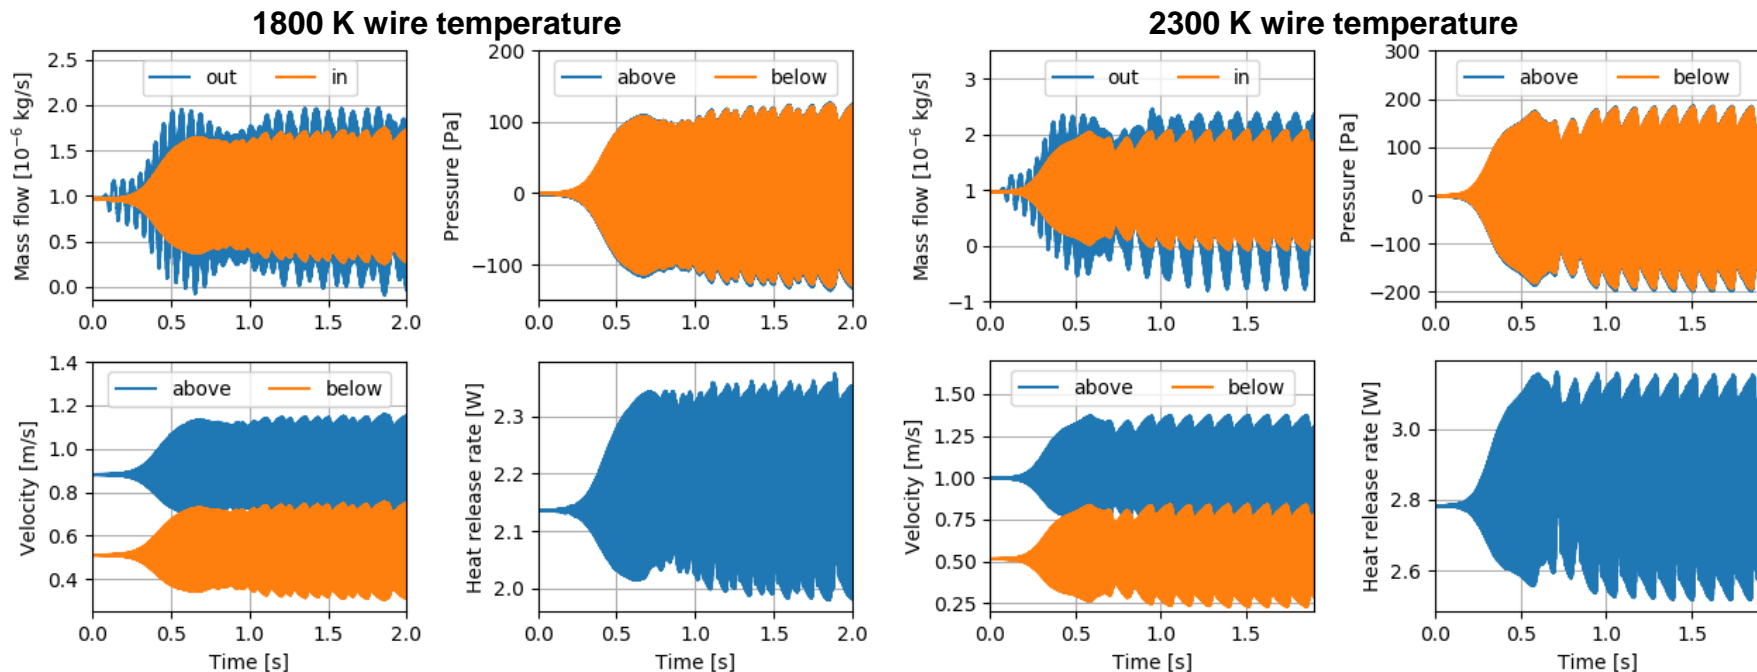 1800 K wire temperature
2300 K wire temperature
Mass flow [10⁻⁶ kg/s]
2.5
2.0
1.5
1.0
0.5
0.0
out in
0.0 0.5 1.0 1.5 2.0
Pressure [Pa]
200
100
0
−100
above below
0.0 0.5 1.0 1.5 2.0
Mass flow [10⁻⁶ kg/s]
3
2
1
0
−1
out in
0.0 0.5 1.0 1.5
Pressure [Pa]
300
200
100
0
−100
−200
above below
0.0 0.5 1.0 1.5
Velocity [m/s]
1.4
1.2
1.0
0.8
0.6
0.4
above below
0.0 0.5 1.0 1.5 2.0
Time [s]
Heat release rate [W]
2.3
2.2
2.1
2.0
0.0 0.5 1.0 1.5 2.0
Time [s]
Velocity [m/s]
1.50
1.25
1.00
0.75
0.50
0.25
above below
0.0 0.5 1.0 1.5
Time [s]
Heat release rate [W]
3.0
2.8
2.6
0.0 0.5 1.0 1.5
Time [s]